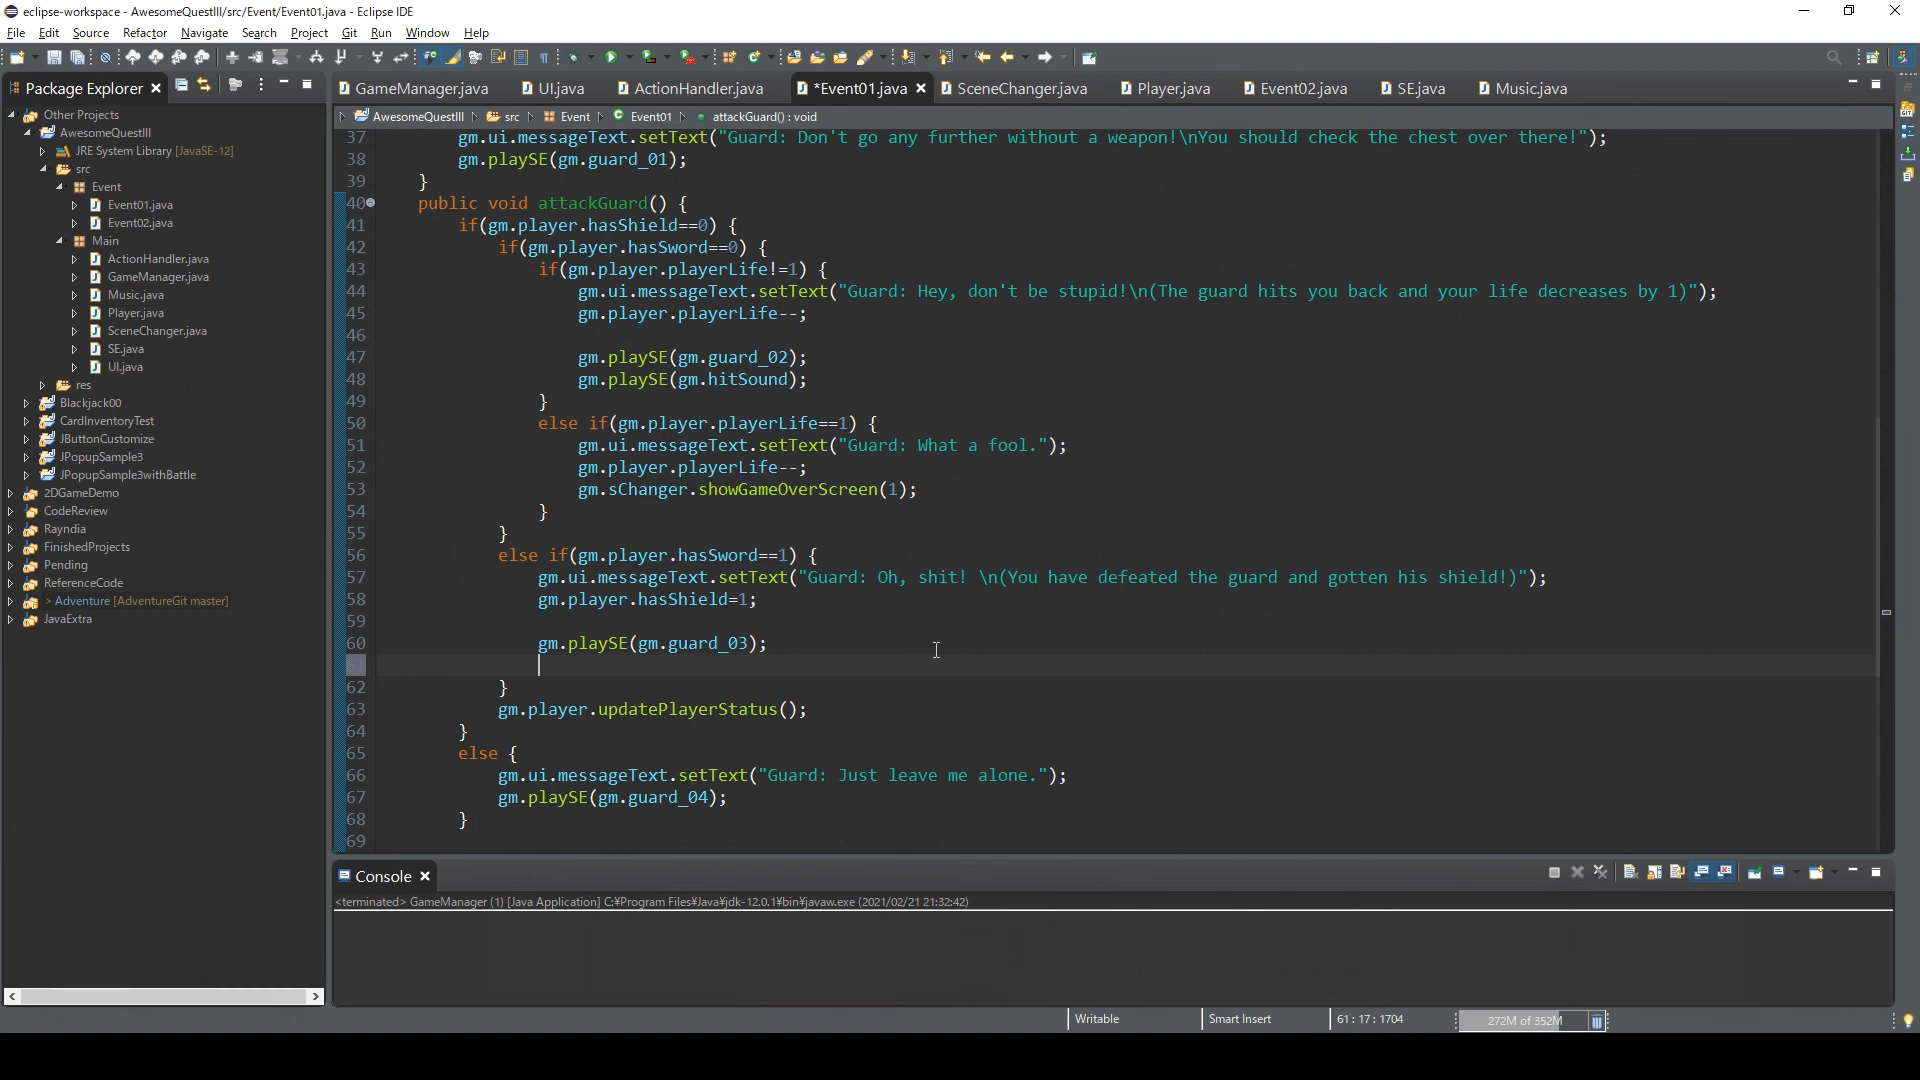 eclipse-workspace - AwesomeQuestIII/src/Event/Event01.java - Eclipse IDE
File Edit Source Refactor Navigate Search Project Git Run Window Help
Package Explorer
GameManager.java UI.java ActionHandler.java *Event01.java SceneChanger.java Player.java Event02.java SE.java Music.java
AwesomeQuestIII src Event Event01 attackGuard() : void
Other Projects
AwesomeQuestIII
JRE System Library [JavaSE-12]
src
Event
Event01.java
Event02.java
Main
ActionHandler.java
GameManager.java
Music.java
Player.java
SceneChanger.java
SE.java
UI.java
res
Blackjack00
CardInventoryTest
JButtonCustomize
JPopupSample3
JPopupSample3withBattle
2DGameDemo
CodeReview
Rayndia
FinishedProjects
Pending
ReferenceCode
> Adventure [AdventureGit master]
JavaExtra
37 gm.ui.messageText.setText("Guard: Don't go any further without a weapon!\nYou should check the chest over there!");
38 gm.playSE(gm.guard_01);
39 }
40 public void attackGuard() {
41 if(gm.player.hasShield==0) {
42 if(gm.player.hasSword==0) {
43 if(gm.player.playerLife!=1) {
44 gm.ui.messageText.setText("Guard: Hey, don't be stupid!\n(The guard hits you back and your life decreases by 1)");
45 gm.player.playerLife--;
46
47 gm.playSE(gm.guard_02);
48 gm.playSE(gm.hitSound);
49 }
50 else if(gm.player.playerLife==1) {
51 gm.ui.messageText.setText("Guard: What a fool.");
52 gm.player.playerLife--;
53 gm.sChanger.showGameOverScreen(1);
54 }
55 }
56 else if(gm.player.hasSword==1) {
57 gm.ui.messageText.setText("Guard: Oh, shit! \n(You have defeated the guard and gotten his shield!)");
58 gm.player.hasShield=1;
59
60 gm.playSE(gm.guard_03);
61
62 }
63 gm.player.updatePlayerStatus();
64 }
65 else {
66 gm.ui.messageText.setText("Guard: Just leave me alone.");
67 gm.playSE(gm.guard_04);
68 }
69
Console
<terminated> GameManager (1) [Java Application] C:¥Program Files¥Java¥jdk-12.0.1¥bin¥javaw.exe (2021/02/21 21:32:42)
Writable Smart Insert 61 : 17 : 1704 272M of 352M